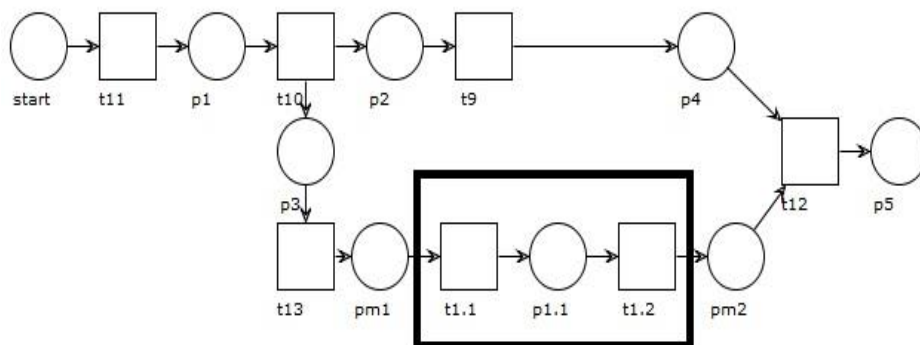 start t11 p1 t10 p2 t9 p4
p3 t12 p5
t13 pm1 t1.1 p1.1 t1.2 pm2